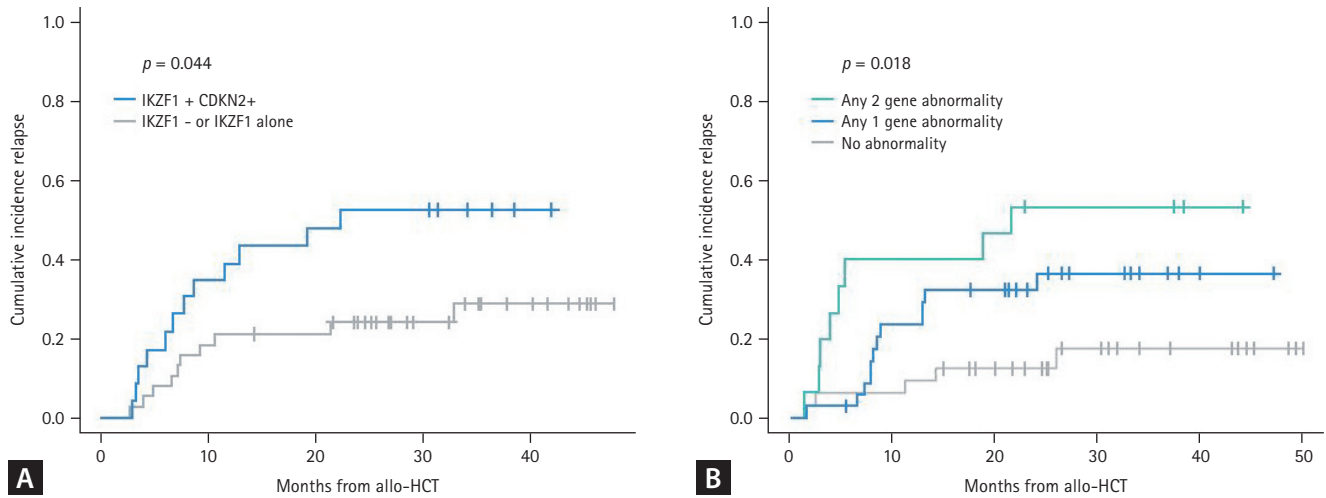 1.0
0.8
0.6
0.4
0.2
0.0
Cumulative incidence relapse
p = 0.044
IKZF1 + CDKN2+
IKZF1 - or IKZF1 alone
0 10 20 30 40
Months from allo-HCT
A
1.0
0.8
0.6
0.4
0.2
0.0
Cumulative incidence relapse
p = 0.018
Any 2 gene abnormality
Any 1 gene abnormality
No abnormality
0 10 20 30 40 50
Months from allo-HCT
B